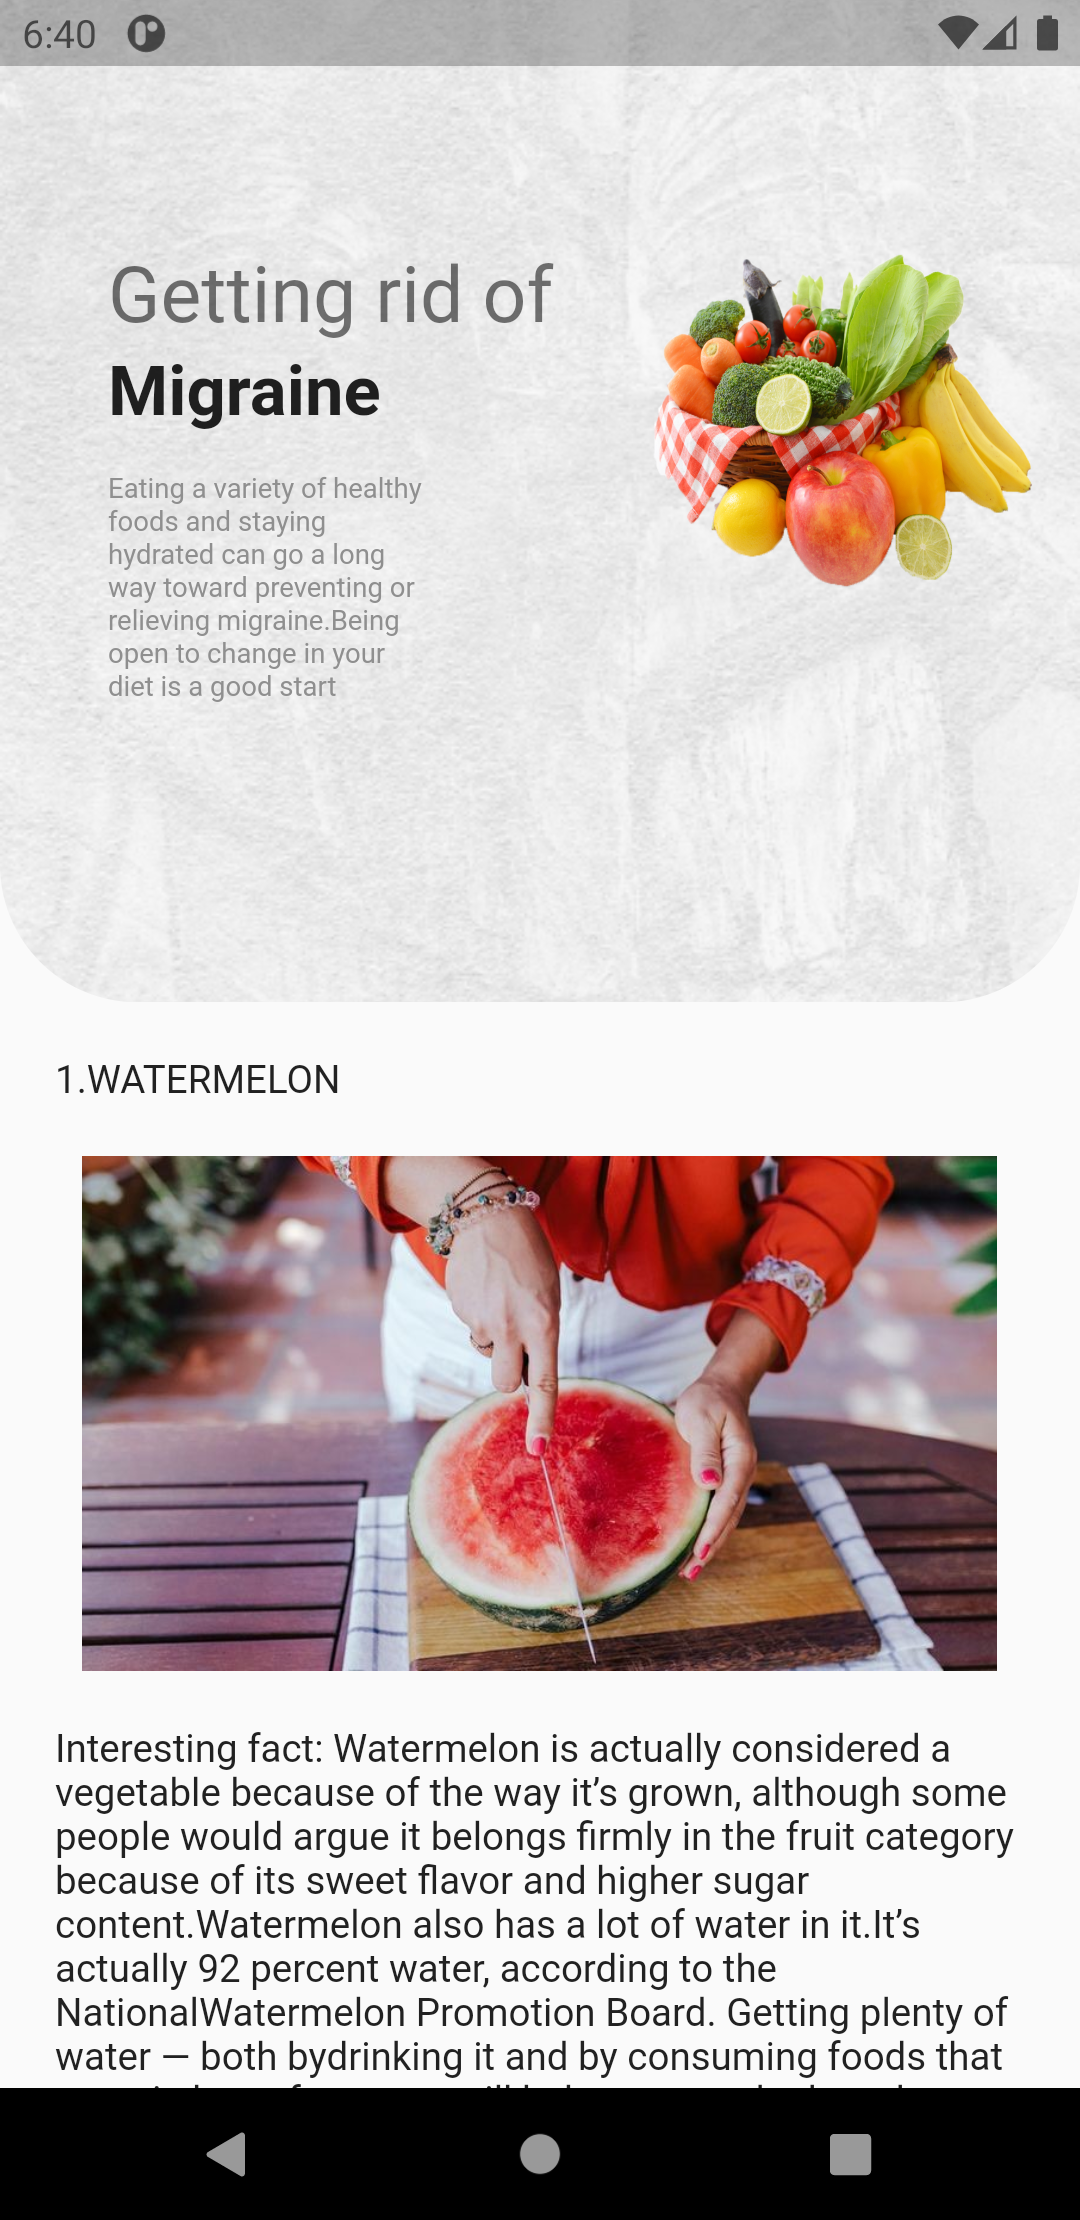 6:40
Getting rid of
Migraine
Eating a variety of healthy
foods and staying
hydrated can go a long
way toward preventing or
relieving migraine.Being
open to change in your
diet is a good start
1.WATERMELON
Interesting fact: Watermelon is actually considered a
vegetable because of the way it’s grown, although some
people would argue it belongs firmly in the fruit category
because of its sweet flavor and higher sugar
content.Watermelon also has a lot of water in it.It’s
actually 92 percent water, according to the
NationalWatermelon Promotion Board. Getting plenty of
water — both bydrinking it and by consuming foods that